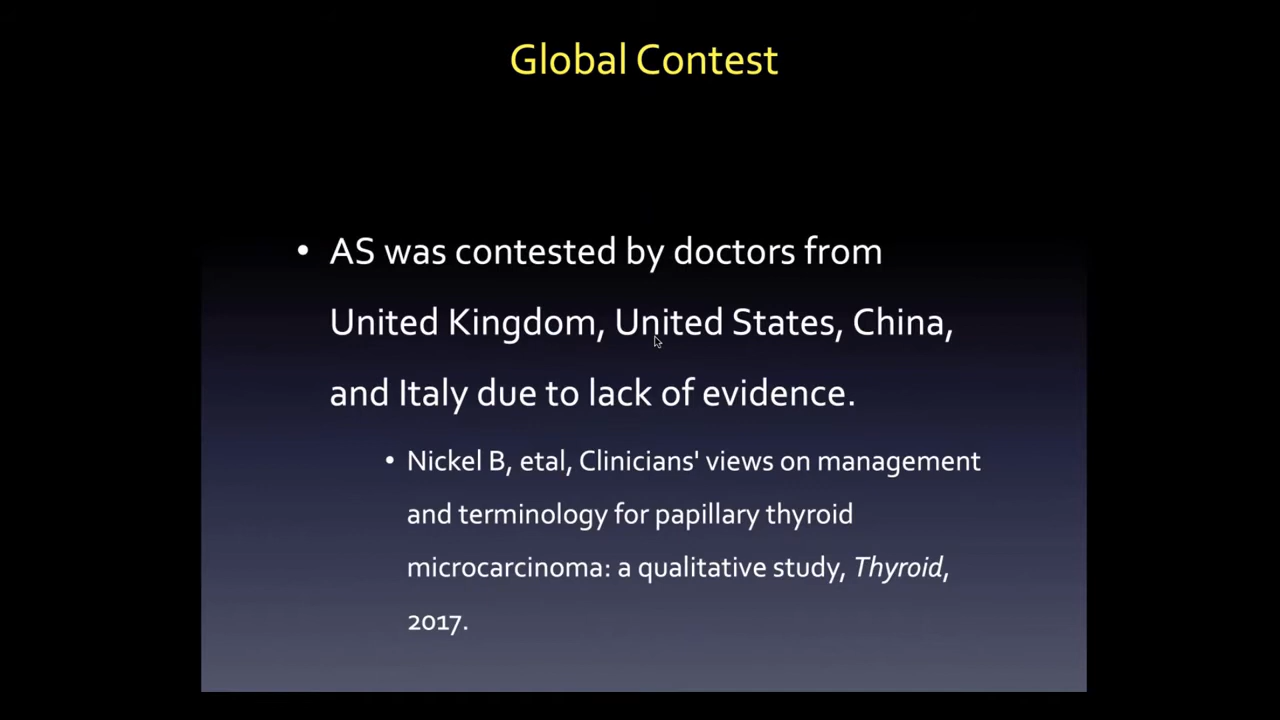 Global Contest
• AS was contested by doctors from
United Kingdom, United States, China,
and Italy due to lack of evidence.
• Nickel B, etal, Clinicians' views on management
and terminology for papillary thyroid
microcarcinoma: a qualitative study, Thyroid,
2017.